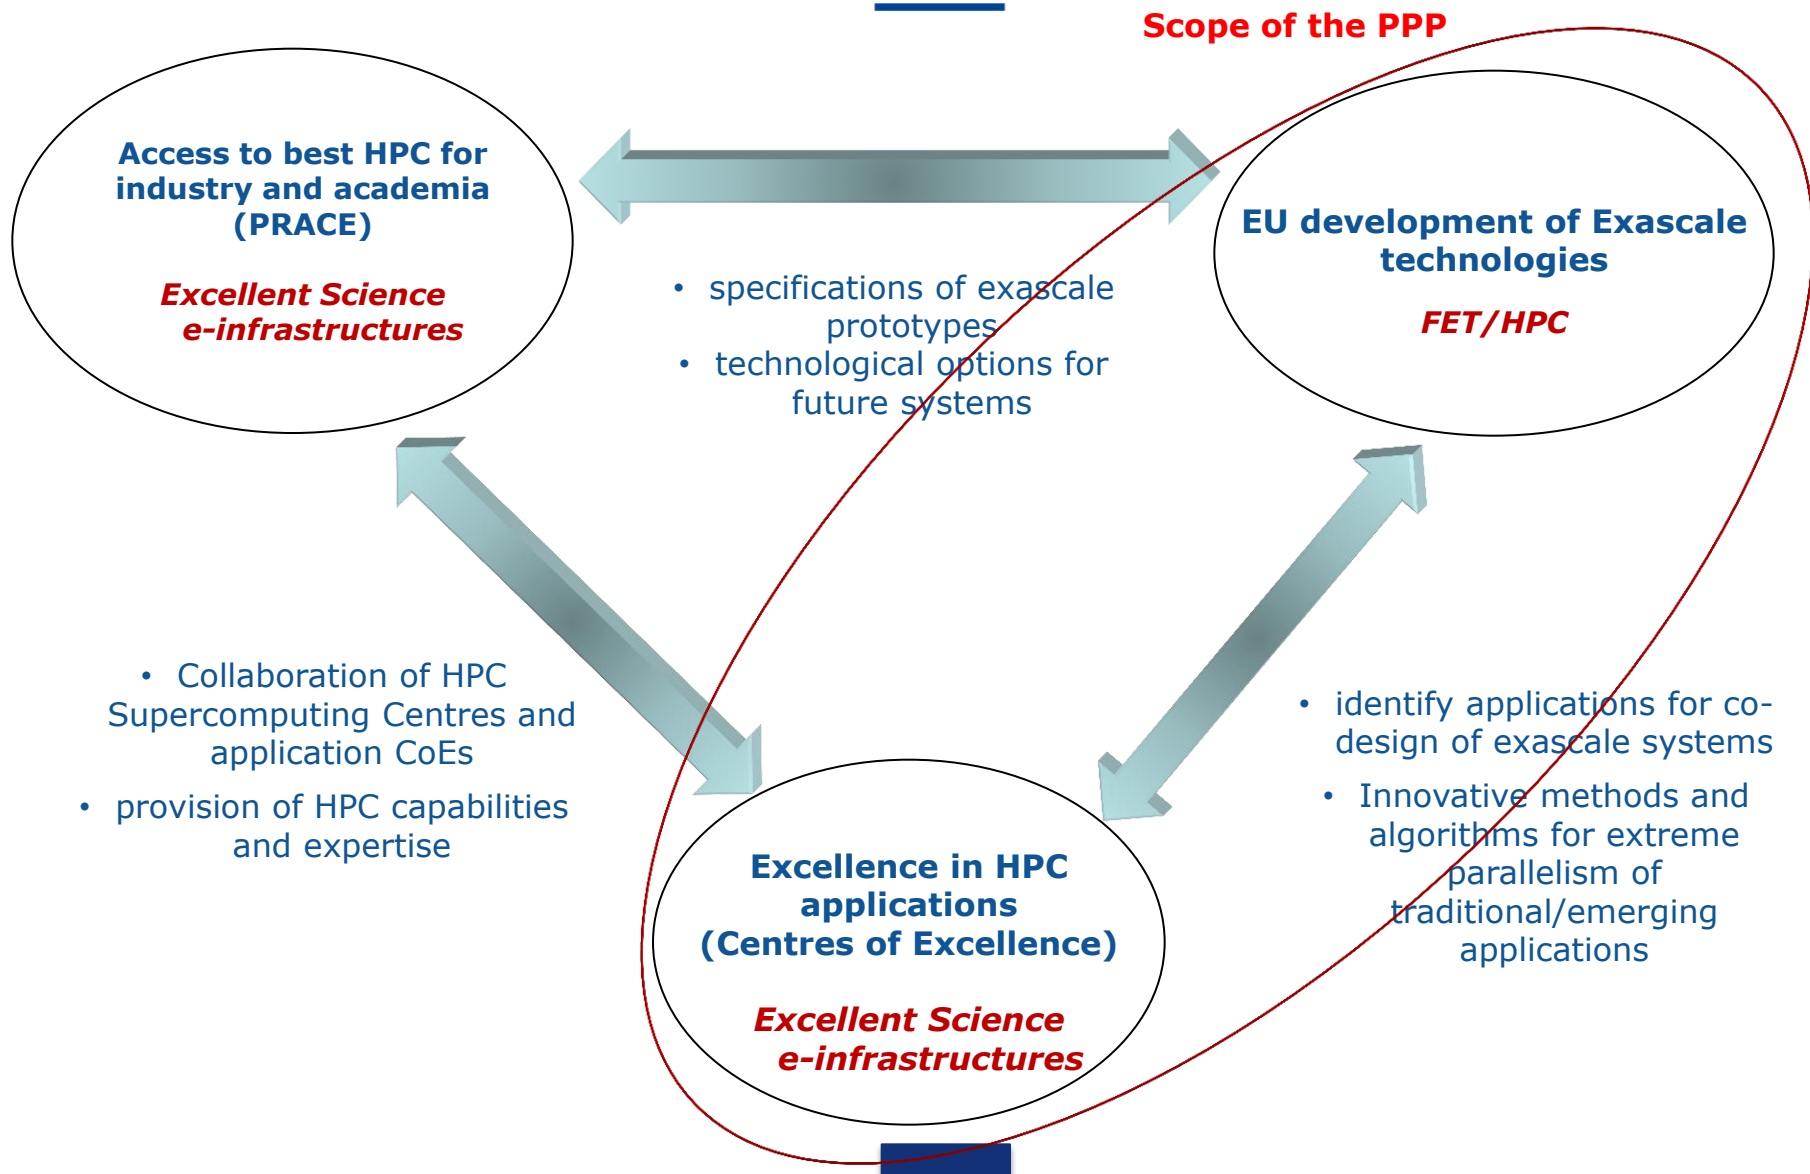 Scope of the PPP
Access to best HPC for
industry and academia
(PRACE)
Excellent Science
e-infrastructures
EU development of Exascale
technologies
FET/HPC
• specifications of exascale
prototypes
• technological options for
future systems
• Collaboration of HPC
Supercomputing Centres and
application CoEs
• provision of HPC capabilities
and expertise
• identify applications for co-
design of exascale systems
• Innovative methods and
algorithms for extreme
parallelism of
traditional/emerging
applications
Excellence in HPC
applications
(Centres of Excellence)
Excellent Science
e-infrastructures